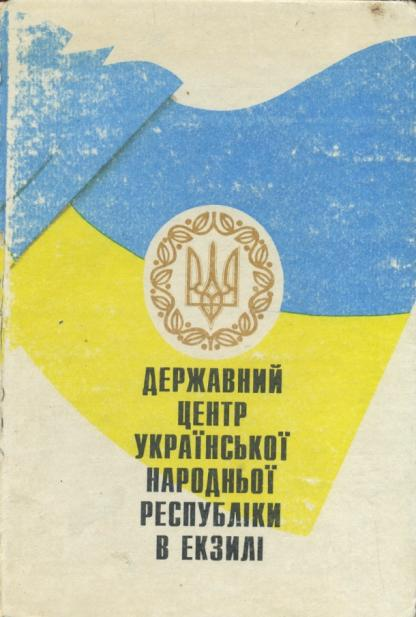 ДЕРЖАВНИЙ
ЦЕНТР
УКРАЇНСЬКОЇ
НАРОДНЬОЇ
РЕСПУБЛІКИ
В ЕКЗИЛІ